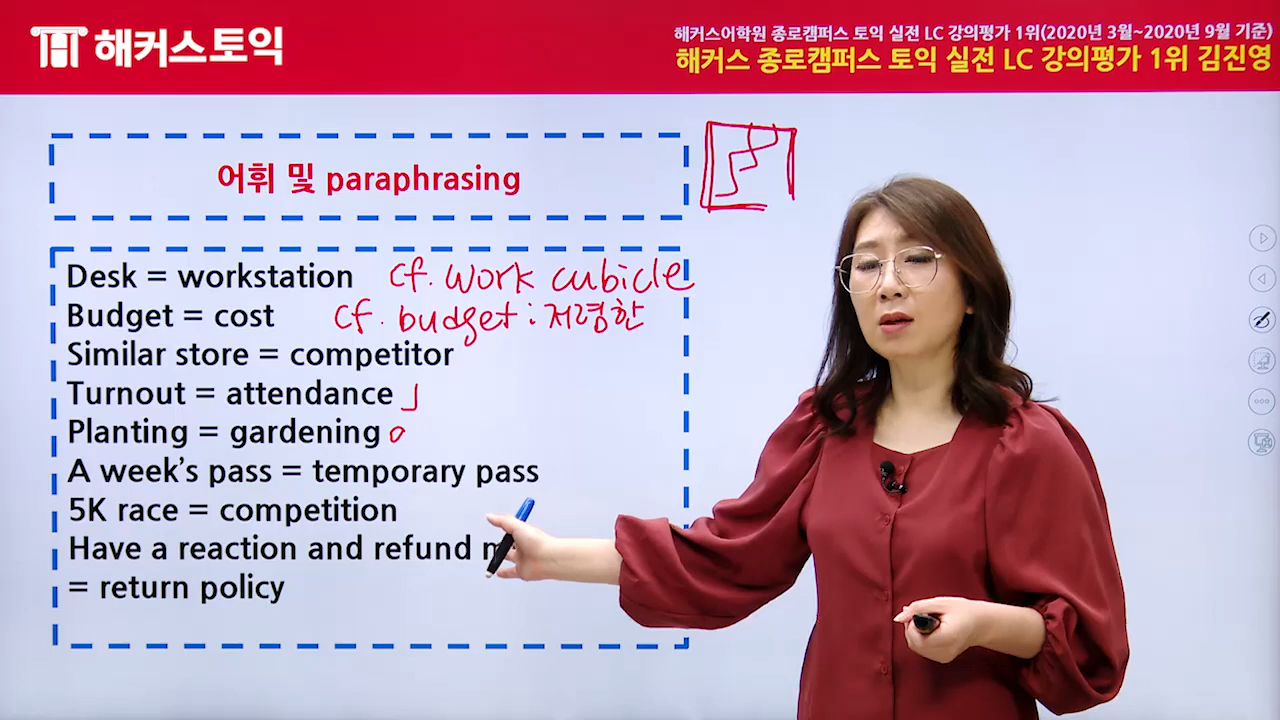 해커스토익
해커스어학원 종로캠퍼스 토익 실전 LC 강의평가 1위(2020년 3월~2020년 9월 기준)
해커스 종로캠퍼스 토익 실전 LC 강의평가 1위 김진영
어휘 및 paraphrasing
Desk = workstation cf. work cubicle
Budget = cost cf. budget : 저렴한
Similar store = competitor
Turnout = attendance
Planting = gardening
A week's pass = temporary pass
5K race = competition
Have a reaction and refund
= return policy